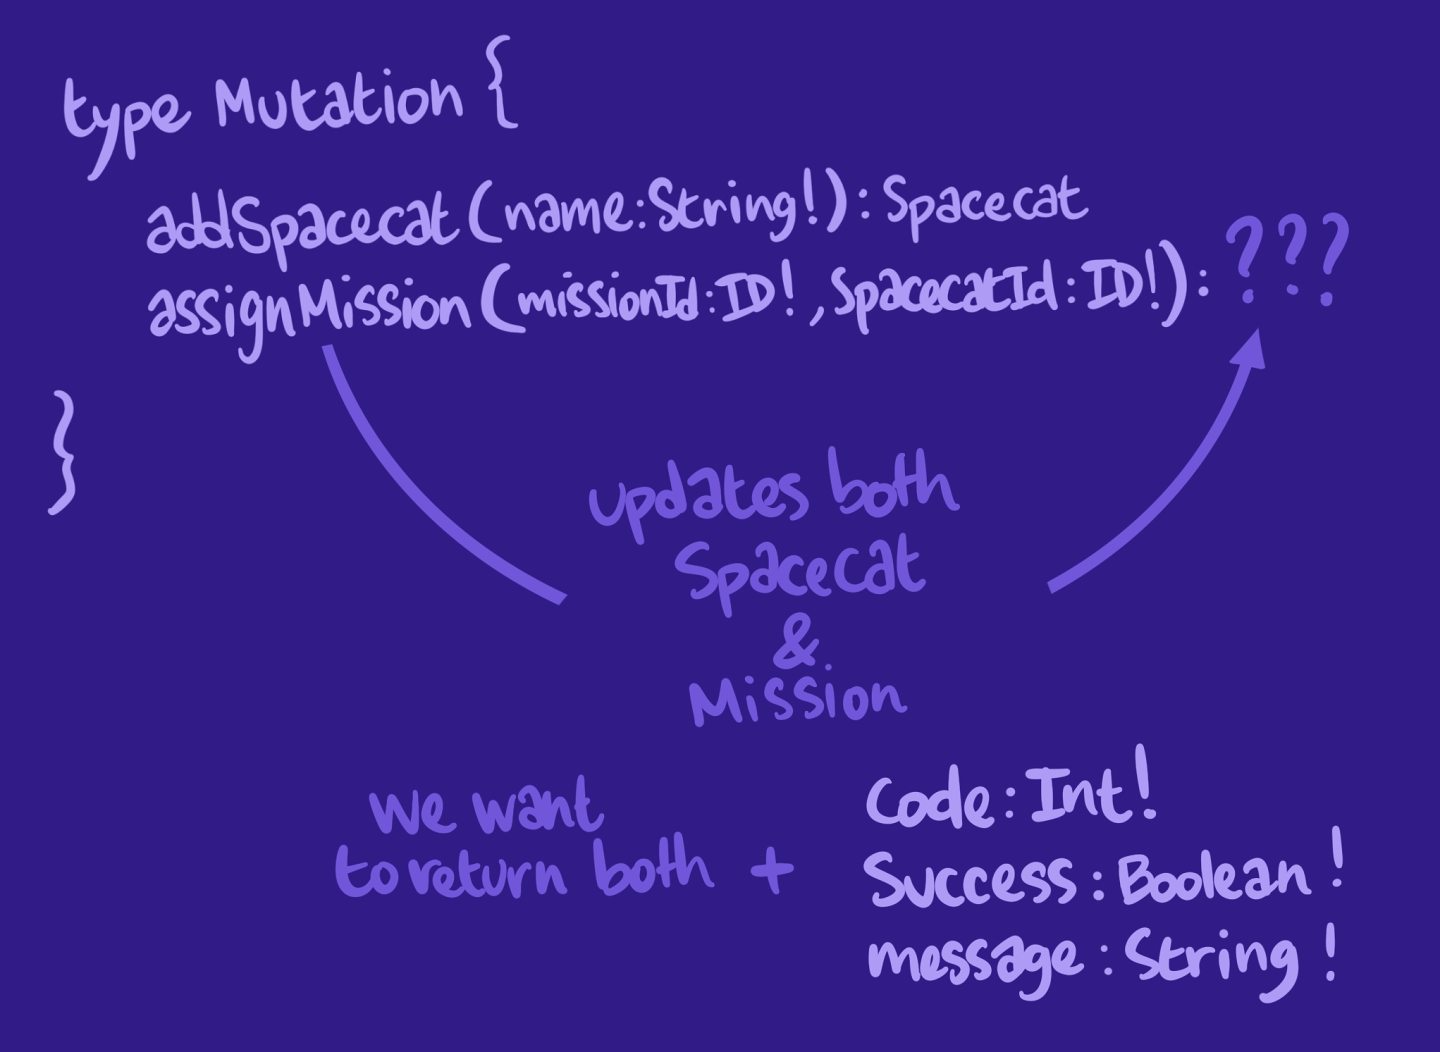 type Mutation {
addSpacecat(name:String!):Spacecat
assignMission(missionId:ID!,SpacecatId:ID!): ???
}
updates both
Spacecat
&
Mission
we want
to return both +
Code:Int!
Success:Boolean!
message:String!